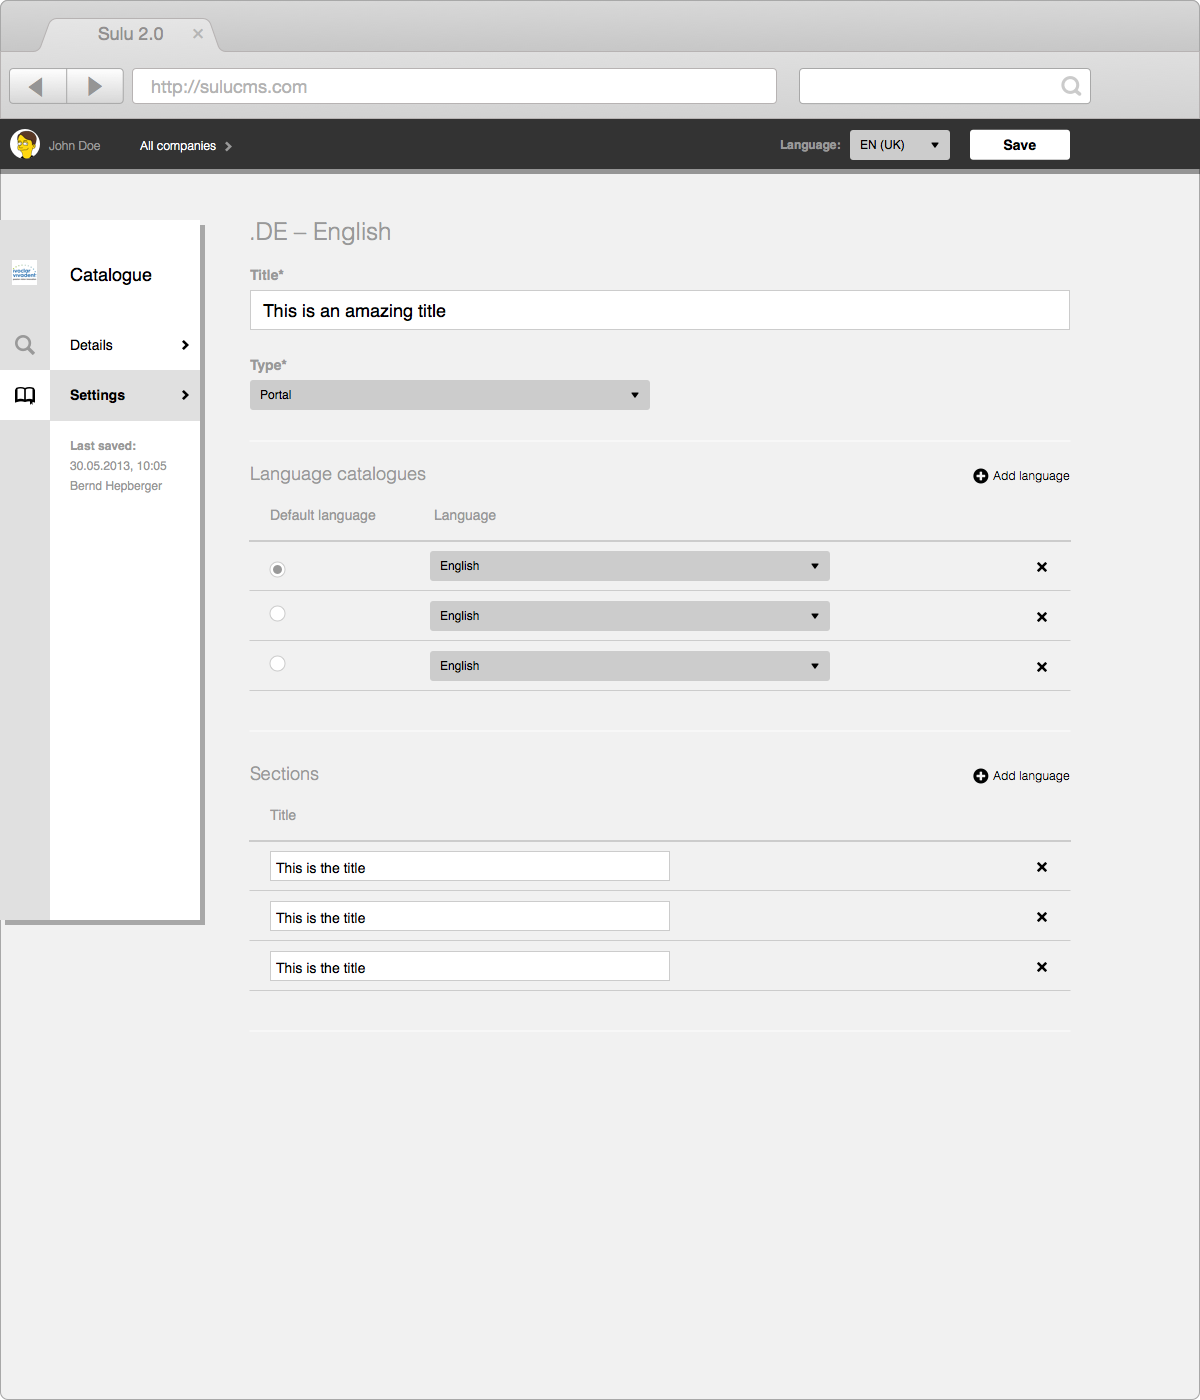 Sulu 2.0
http://sulucms.com
John Doe
All companies
Language:
EN (UK)
Save
ivoclar
vivadent
Catalogue
Details
Settings
Last saved:
30.05.2013, 10:05
Bernd Hepberger
.DE – English
Title*
This is an amazing title
Type*
Portal
Language catalogues
Add language
Default language
Language
English
English
English
Sections
Add language
Title
This is the title
This is the title
This is the title